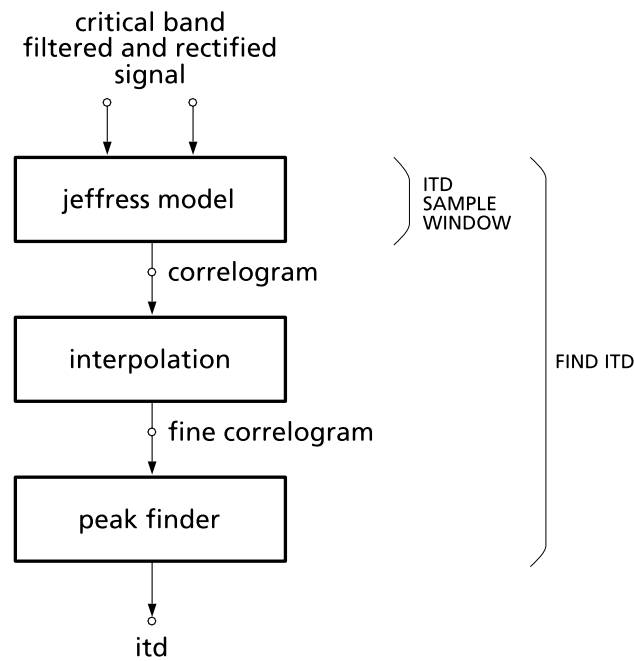 critical band
filtered and rectified
signal
jeffress model
ITD
SAMPLE
WINDOW
correlogram
interpolation
FIND ITD
fine correlogram
peak finder
itd